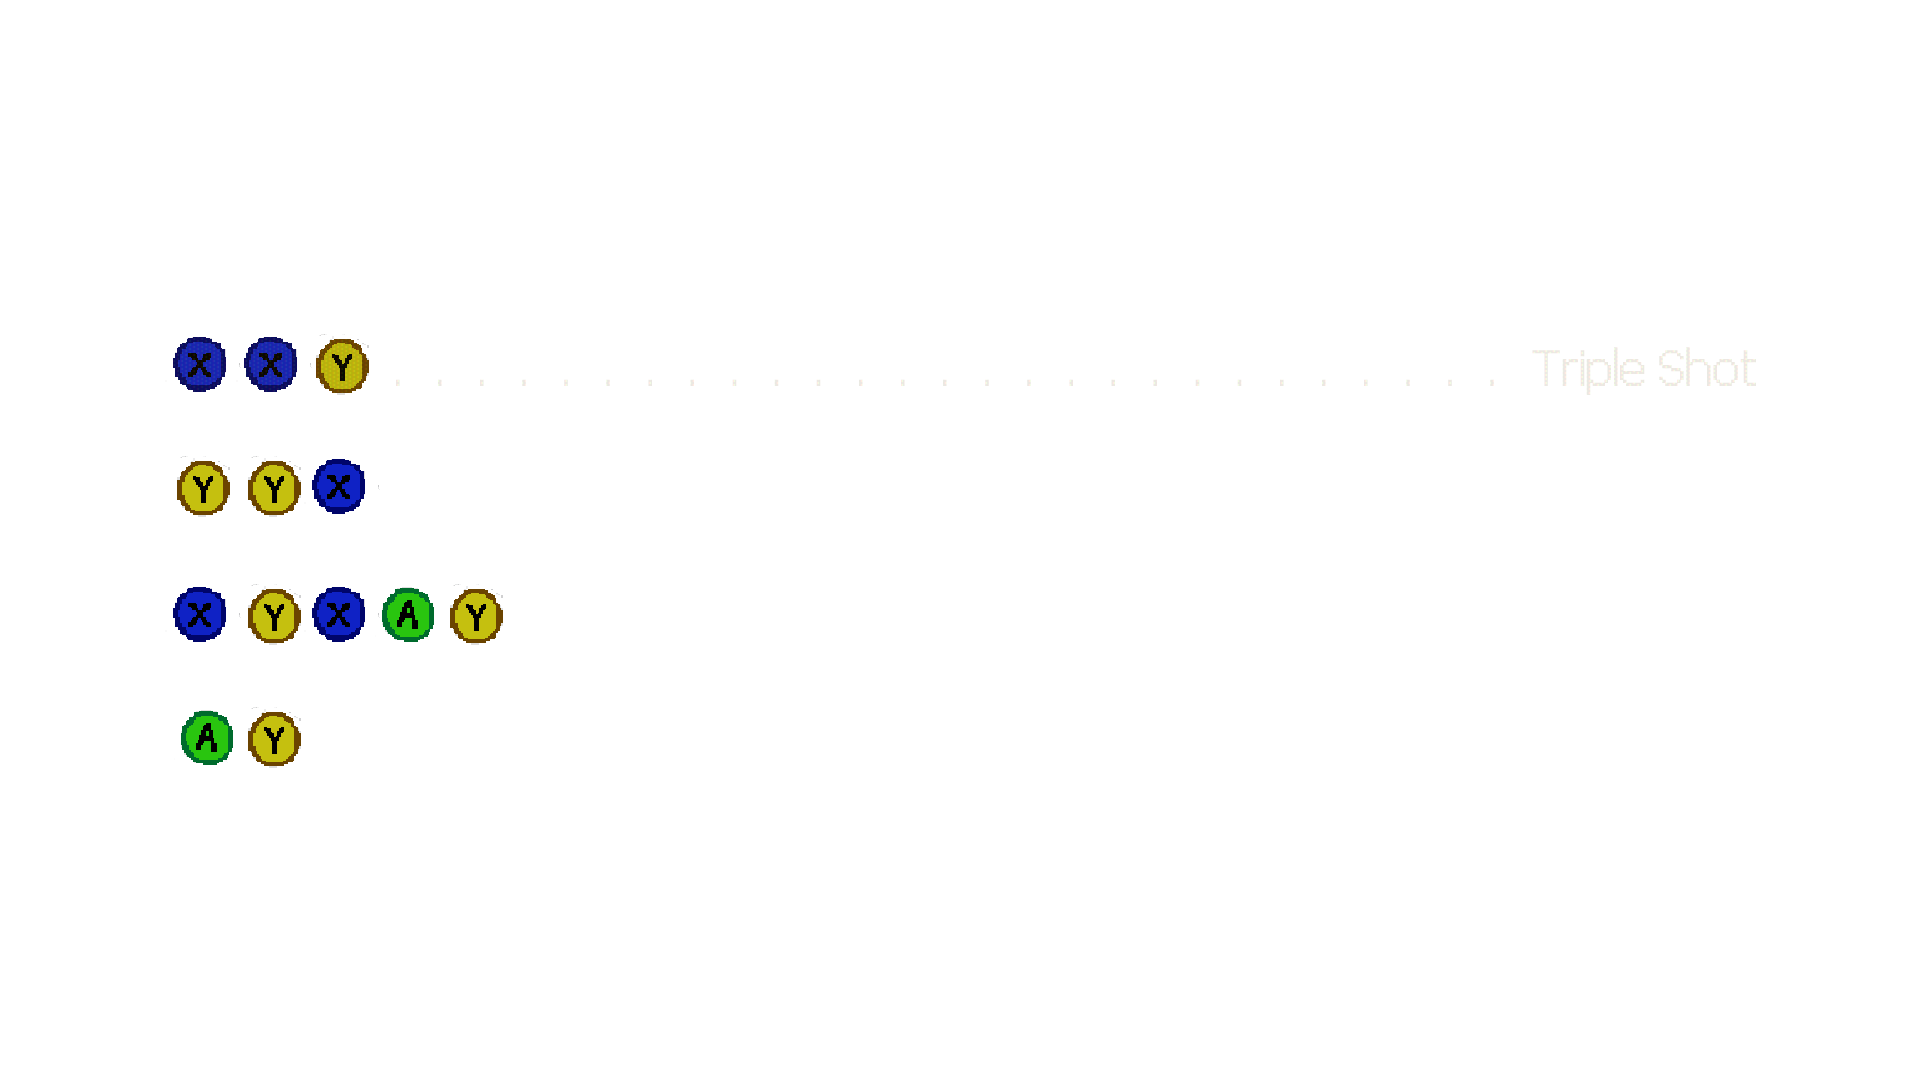 X X Y . . . . . . . . . . . . . . . . . . . . . . . . . . . Triple Shot
Y Y X
X Y X A Y
A Y